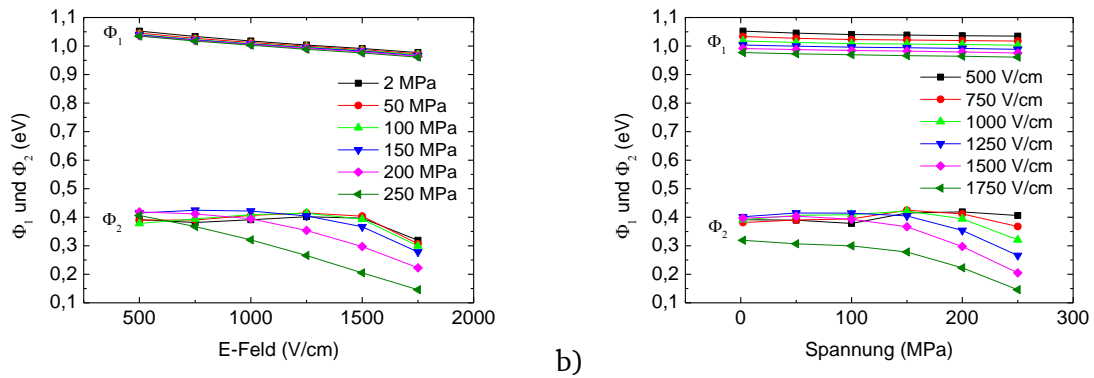 1,1
1,0
0,9
0,8
0,7
0,6
0,5
0,4
0,3
0,2
0,1
Φ1 und Φ2 (eV)
Φ1
Φ2
2 MPa
50 MPa
100 MPa
150 MPa
200 MPa
250 MPa
500 1000 1500 2000
E-Feld (V/cm)
b)
1,1
1,0
0,9
0,8
0,7
0,6
0,5
0,4
0,3
0,2
0,1
Φ1 und Φ2 (eV)
Φ1
Φ2
500 V/cm
750 V/cm
1000 V/cm
1250 V/cm
1500 V/cm
1750 V/cm
0 100 200 300
Spannung (MPa)